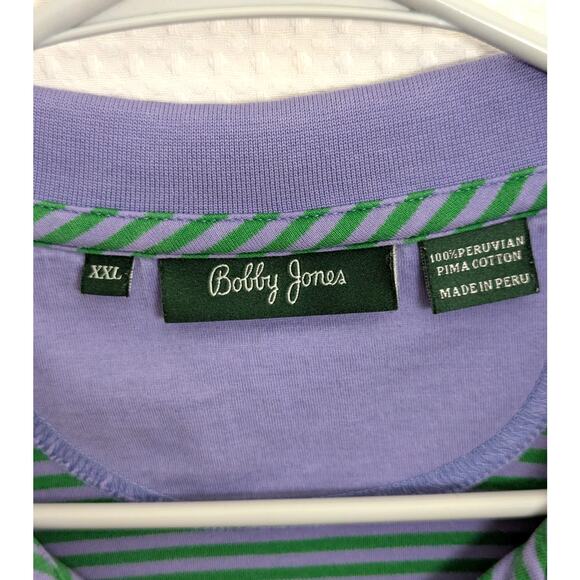 XXL
Bobby Jones
100% PERUVIAN
PIMA COTTON
MADE IN PERU